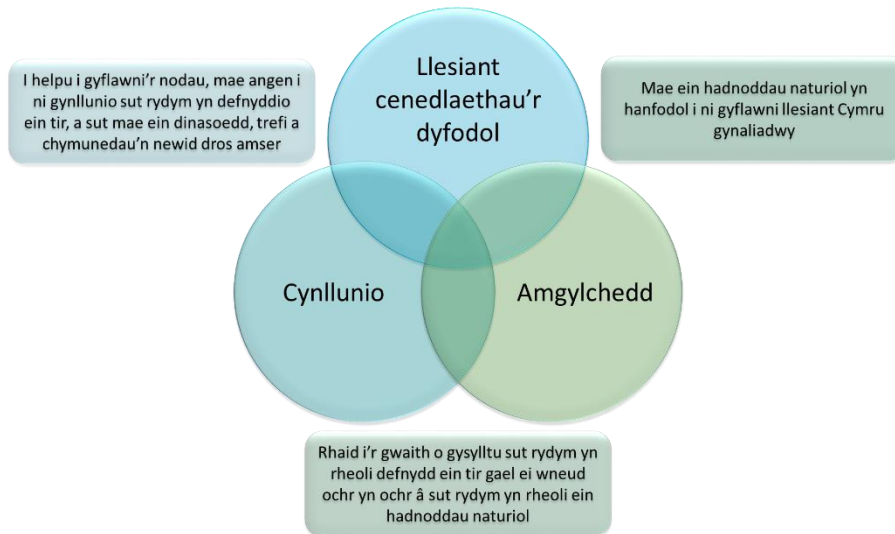 Llesiant
cenedlaethau'r
dyfodol
I helpu i gyflawni'r nodau, mae angen i
ni gynllunio sut rydym yn defnyddio
ein tir, a sut mae ein dinasoedd, trefi a
chymunedau'n newid dros amser
Mae ein hadnoddau naturiol yn
hanfodol i ni gyflawni llesiant Cymru
gynaliadwy
Cynllunio
Amgylchedd
Rhaid i'r gwaith o gysylltu sut rydym yn
rheoli defnydd ein tir gael ei wneud
ochr yn ochr â sut rydym yn rheoli ein
hadnoddau naturiol